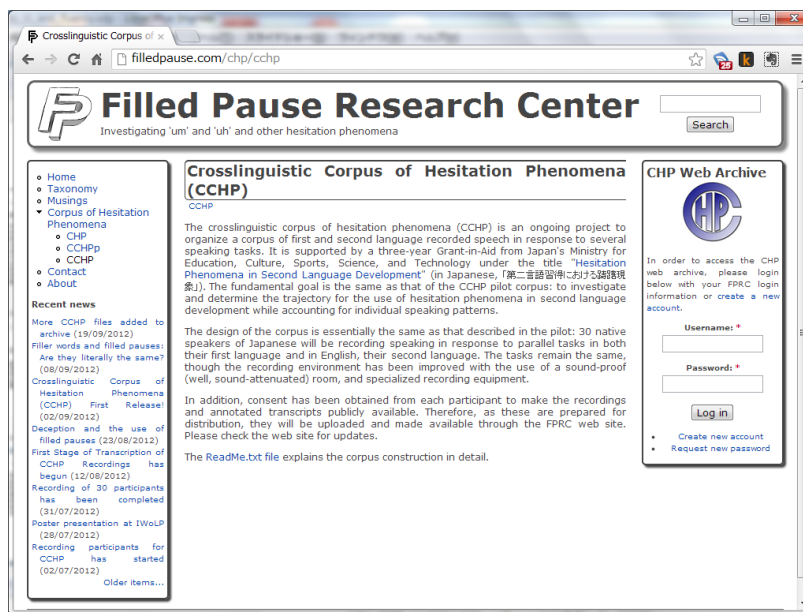 Crosslinguistic Corpus of
filledpause.com/chp/cchp
25
k
FP
Filled Pause Research Center
Investigating 'um' and 'uh' and other hesitation phenomena
Search
Home
Taxonomy
Musings
Corpus of Hesitation
Phenomena
CHP
CCHPp
CCHP
Contact
About
Recent news
More CCHP files added to
archive (19/09/2012)
Filler words and filled pauses:
Are they literally the same?
(08/09/2012)
Crosslinguistic Corpus of
Hesitation Phenomena
(CCHP) First Release!
(02/09/2012)
Deception and the use of
filled pauses (23/08/2012)
First Stage of Transcription of
CCHP Recordings has
begun (12/08/2012)
Recording of 30 participants
has been completed
(31/07/2012)
Poster presentation at IWoLP
(28/07/2012)
Recording participants for
CCHP has started
(02/07/2012)
Older items...
Crosslinguistic Corpus of Hesitation Phenomena
(CCHP)
CCHP
The crosslinguistic corpus of hesitation phenomena (CCHP) is an ongoing project to
organize a corpus of first and second language recorded speech in response to several
speaking tasks. It is supported by a three-year Grant-in-Aid from Japan's Ministry for
Education, Culture, Sports, Science, and Technology under the title "Hesitation
Phenomena in Second Language Development" (in Japanese, 「第二言語習得における躊躇現
象」). The fundamental goal is the same as that of the CCHP pilot corpus: to investigate
and determine the trajectory for the use of hesitation phenomena in second language
development while accounting for individual speaking patterns.
The design of the corpus is essentially the same as that described in the pilot: 30 native
speakers of Japanese will be recording speaking in response to parallel tasks in both
their first language and in English, their second language. The tasks remain the same,
though the recording environment has been improved with the use of a sound-proof
(well, sound-attenuated) room, and specialized recording equipment.
In addition, consent has been obtained from each participant to make the recordings
and annotated transcripts publicly available. Therefore, as these are prepared for
distribution, they will be uploaded and made available through the FPRC web site.
Please check the web site for updates.
The ReadMe.txt file explains the corpus construction in detail.
CHP Web Archive
CHP
In order to access the CHP
web archive, please login
below with your FPRC login
information or create a new
account.
Username: *
Password: *
Log in
Create new account
Request new password